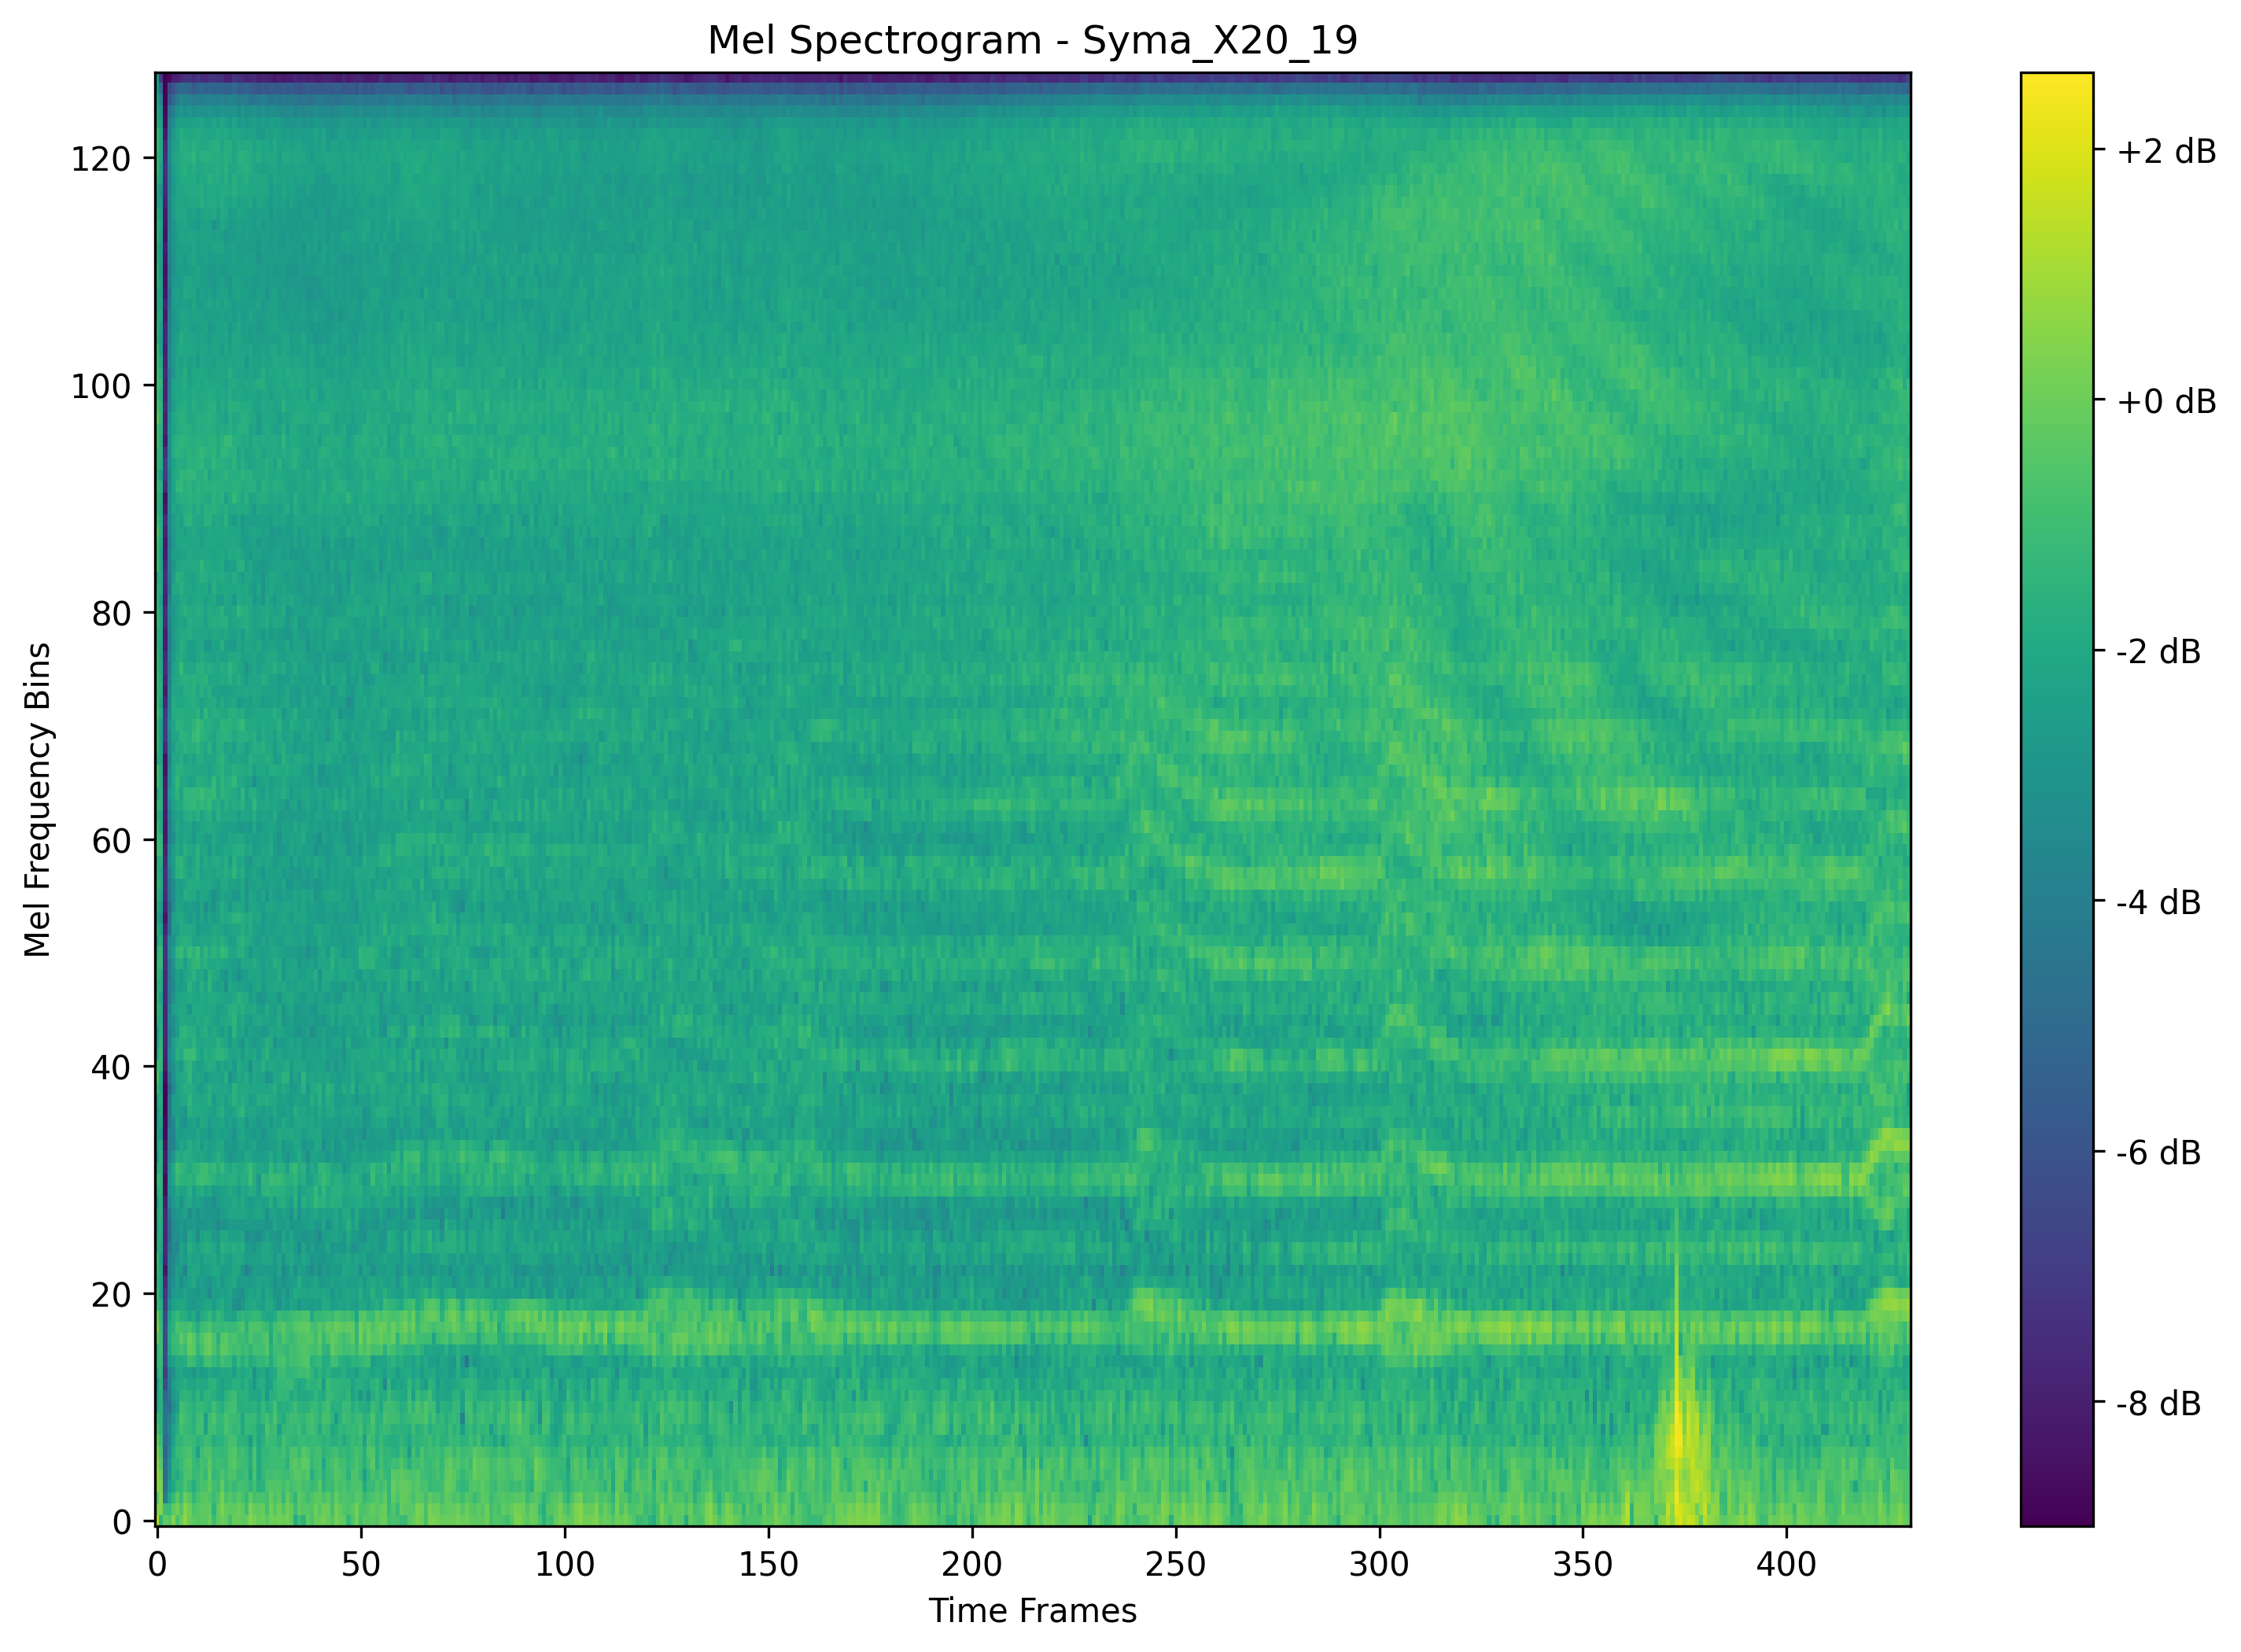 Mel Spectrogram - Syma_X20_19
Mel Frequency Bins
120
100
80
60
40
20
0
0 50 100 150 200 250 300 350 400
Time Frames
+2 dB
+0 dB
-2 dB
-4 dB
-6 dB
-8 dB